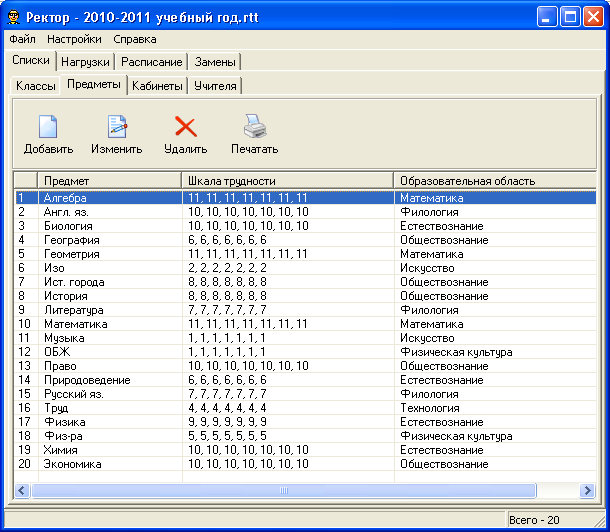 Ректор - 2010-2011 учебный год.rtt
Файл Настройки Справка
Списки Нагрузки Расписание Замены
Классы Предметы Кабинеты Учителя
Добавить Изменить Удалить Печатать
Предмет Шкала трудности Образовательная область
1 Алгебра 11, 11, 11, 11, 11, 11, 11 Математика
2 Англ. яз. 10, 10, 10, 10, 10, 10, 10 Филология
3 Биология 10, 10, 10, 10, 10, 10, 10 Естествознание
4 География 6, 6, 6, 6, 6, 6, 6 Обществознание
5 Геометрия 11, 11, 11, 11, 11, 11, 11 Математика
6 Изо 2, 2, 2, 2, 2, 2, 2 Искусство
7 Ист. города 8, 8, 8, 8, 8, 8, 8 Обществознание
8 История 8, 8, 8, 8, 8, 8, 8 Обществознание
9 Литература 7, 7, 7, 7, 7, 7, 7 Филология
10 Математика 11, 11, 11, 11, 11, 11, 11 Математика
11 Музыка 1, 1, 1, 1, 1, 1, 1 Искусство
12 ОБЖ 1, 1, 1, 1, 1, 1, 1 Физическая культура
13 Право 10, 10, 10, 10, 10, 10, 10 Обществознание
14 Природоведение 6, 6, 6, 6, 6, 6, 6 Естествознание
15 Русский яз. 7, 7, 7, 7, 7, 7, 7 Филология
16 Труд 4, 4, 4, 4, 4, 4, 4 Технология
17 Физика 9, 9, 9, 9, 9, 9, 9 Естествознание
18 Физ-ра 5, 5, 5, 5, 5, 5, 5 Физическая культура
19 Химия 10, 10, 10, 10, 10, 10, 10 Естествознание
20 Экономика 10, 10, 10, 10, 10, 10, 10 Обществознание
Всего - 20